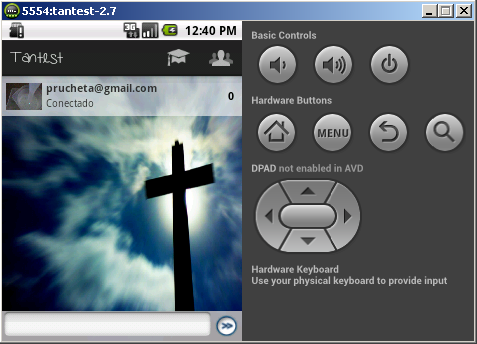 5554:tantest-2.7
3G
12:40 PM
Tantest
prucheta@gmail.com
Conectado
0
Basic Controls
Hardware Buttons
MENU
DPAD not enabled in AVD
Hardware Keyboard
Use your physical keyboard to provide input